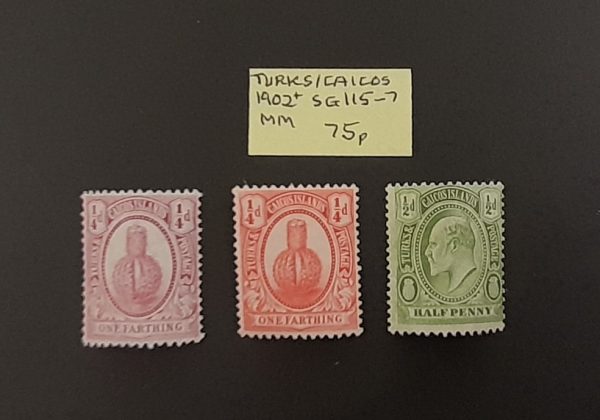 TURKS/CAICOS
1902+ SG115-7
MM 75p
1/4 d 1/4 d
TURKS & CAICOS ISLANDS POSTAGE
ONE FARTHING
1/4 d 1/4 d
TURKS & CAICOS ISLANDS POSTAGE
ONE FARTHING
1/2 d 1/2 d
TURKS & CAICOS ISLANDS POSTAGE
HALF PENNY